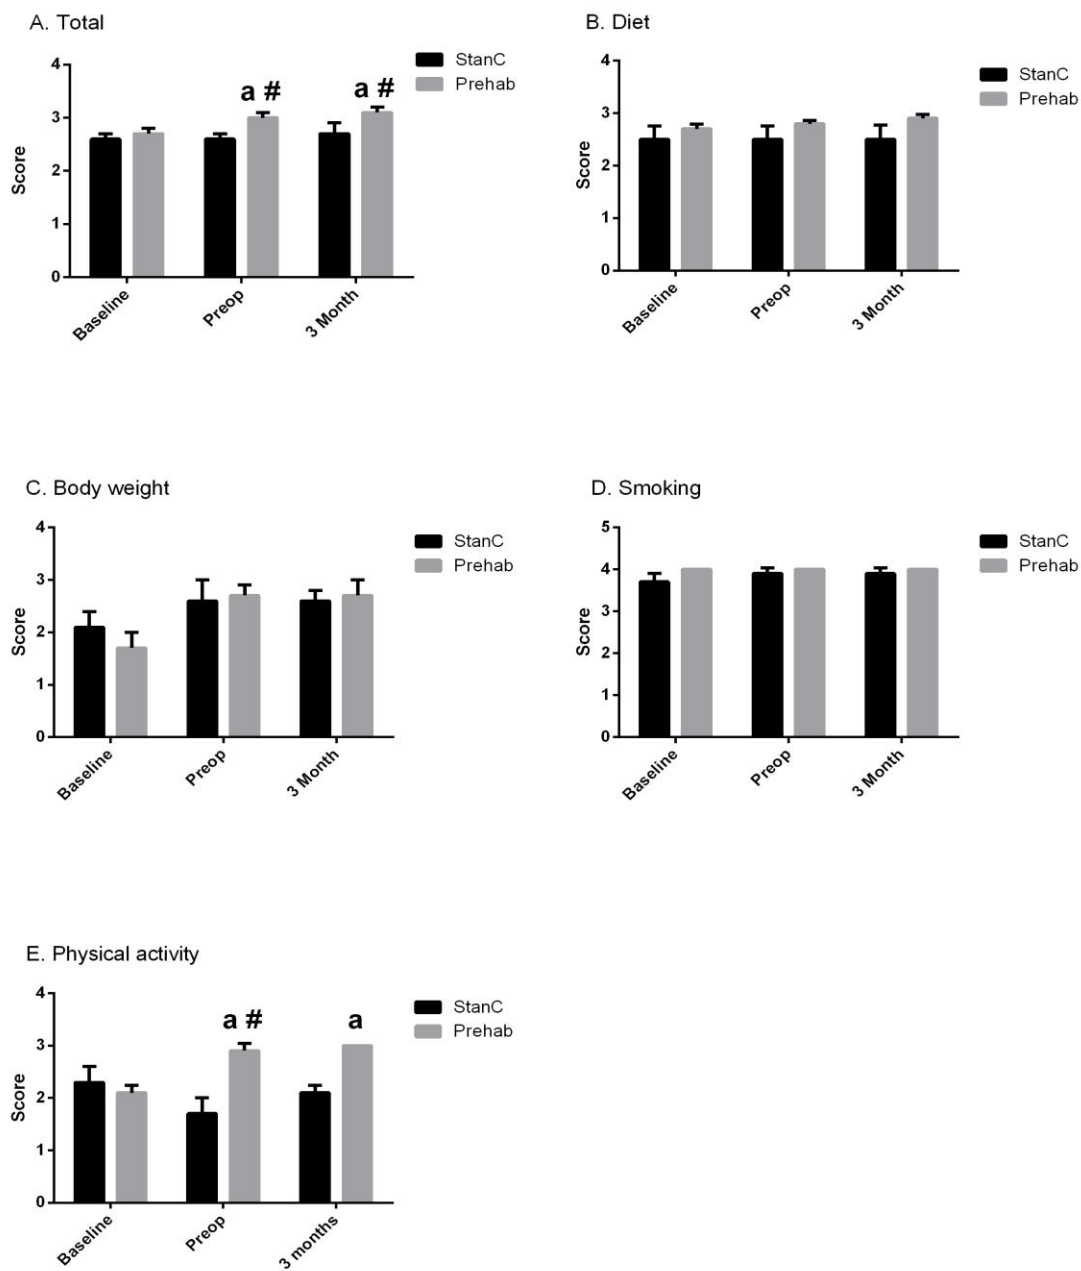 A. Total
StanC
Prehab
a #
a #
Score
4
3
2
1
0
Baseline
Preop
3 Month
B. Diet
StanC
Prehab
Score
4
3
2
1
0
Baseline
Preop
3 Month
C. Body weight
StanC
Prehab
Score
4
3
2
1
0
Baseline
Preop
3 Month
D. Smoking
StanC
Prehab
Score
5
4
3
2
1
0
Baseline
Preop
3 Month
E. Physical activity
StanC
Prehab
a #
a
Score
4
3
2
1
0
Baseline
Preop
3 months